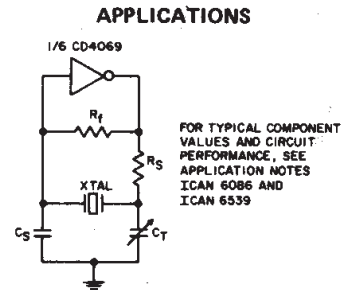 APPLICATIONS
1/6 CD4069
Rf
RS
XTAL
CS
CT
FOR TYPICAL COMPONENT
VALUES AND CIRCUIT
PERFORMANCE, SEE
APPLICATION NOTES
ICAN 6086 AND
ICAN 6539